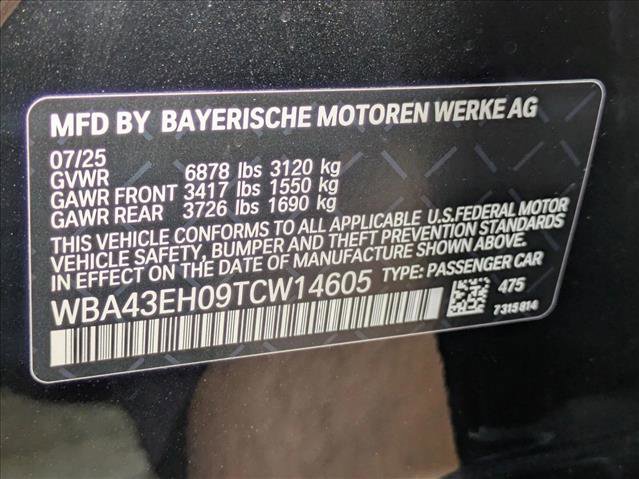 MFD BY BAYERISCHE MOTOREN WERKE AG
07/25
GVWR 6878 lbs 3120 kg
GAWR FRONT 3417 lbs 1550 kg
GAWR REAR 3726 lbs 1690 kg
THIS VEHICLE CONFORMS TO ALL APPLICABLE U.S.FEDERAL MOTOR
VEHICLE SAFETY, BUMPER AND THEFT PREVENTION STANDARDS
IN EFFECT ON THE DATE OF MANUFACTURE SHOWN ABOVE.
WBA43EH09TCW14605 TYPE: PASSENGER CAR
475
7315814